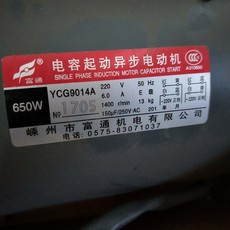 富通
电容起动异步电动机
SINGLE PHASE INDUCTION MOTOR CAPACITOR START
650W
YCG9014A
220 V 50 Hz
6.0 A E 级
1400 r/min 13 kg
№ 1705
150μF/250V·AC 201
嵊州市富通机电有限公司
电话: 0575-83071037